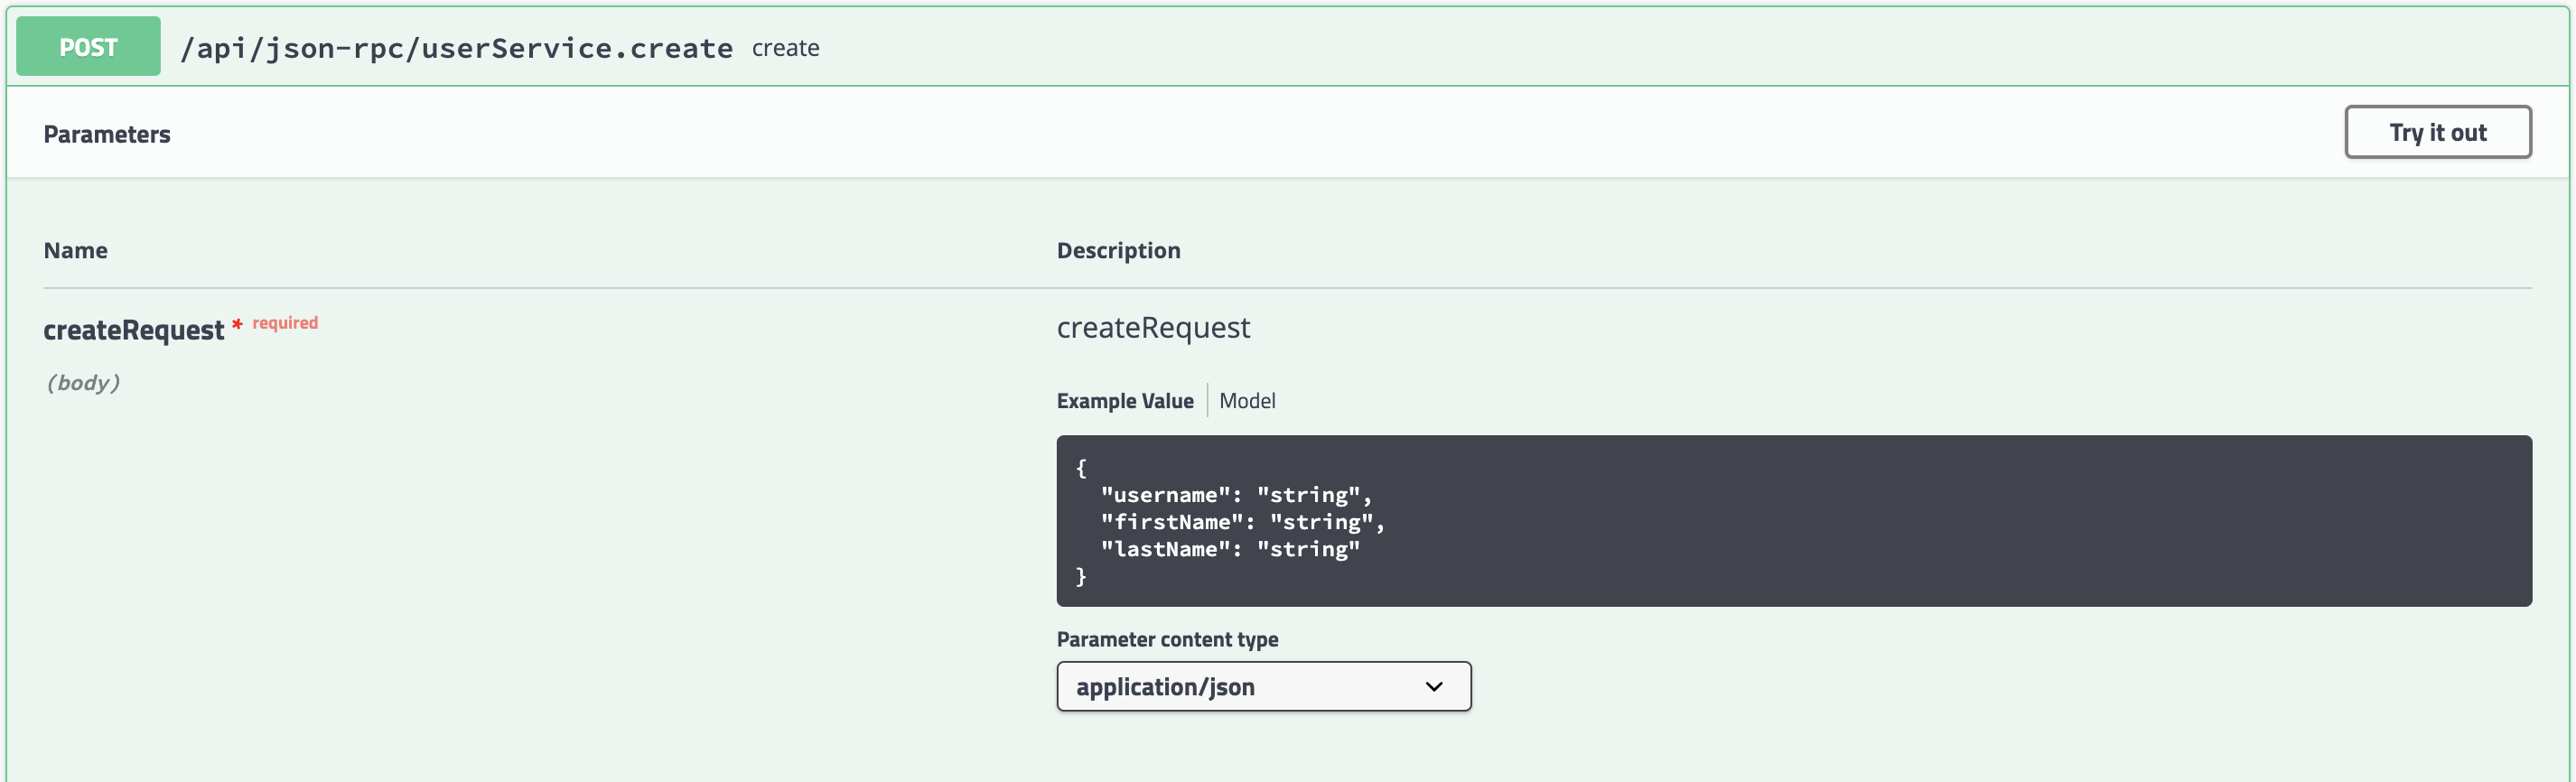 POST /api/json-rpc/userService.create create
Parameters
Try it out
Name Description
createRequest * required
(body)
createRequest
Example Value Model
{
"username": "string",
"firstName": "string",
"lastName": "string"
}
Parameter content type
application/json